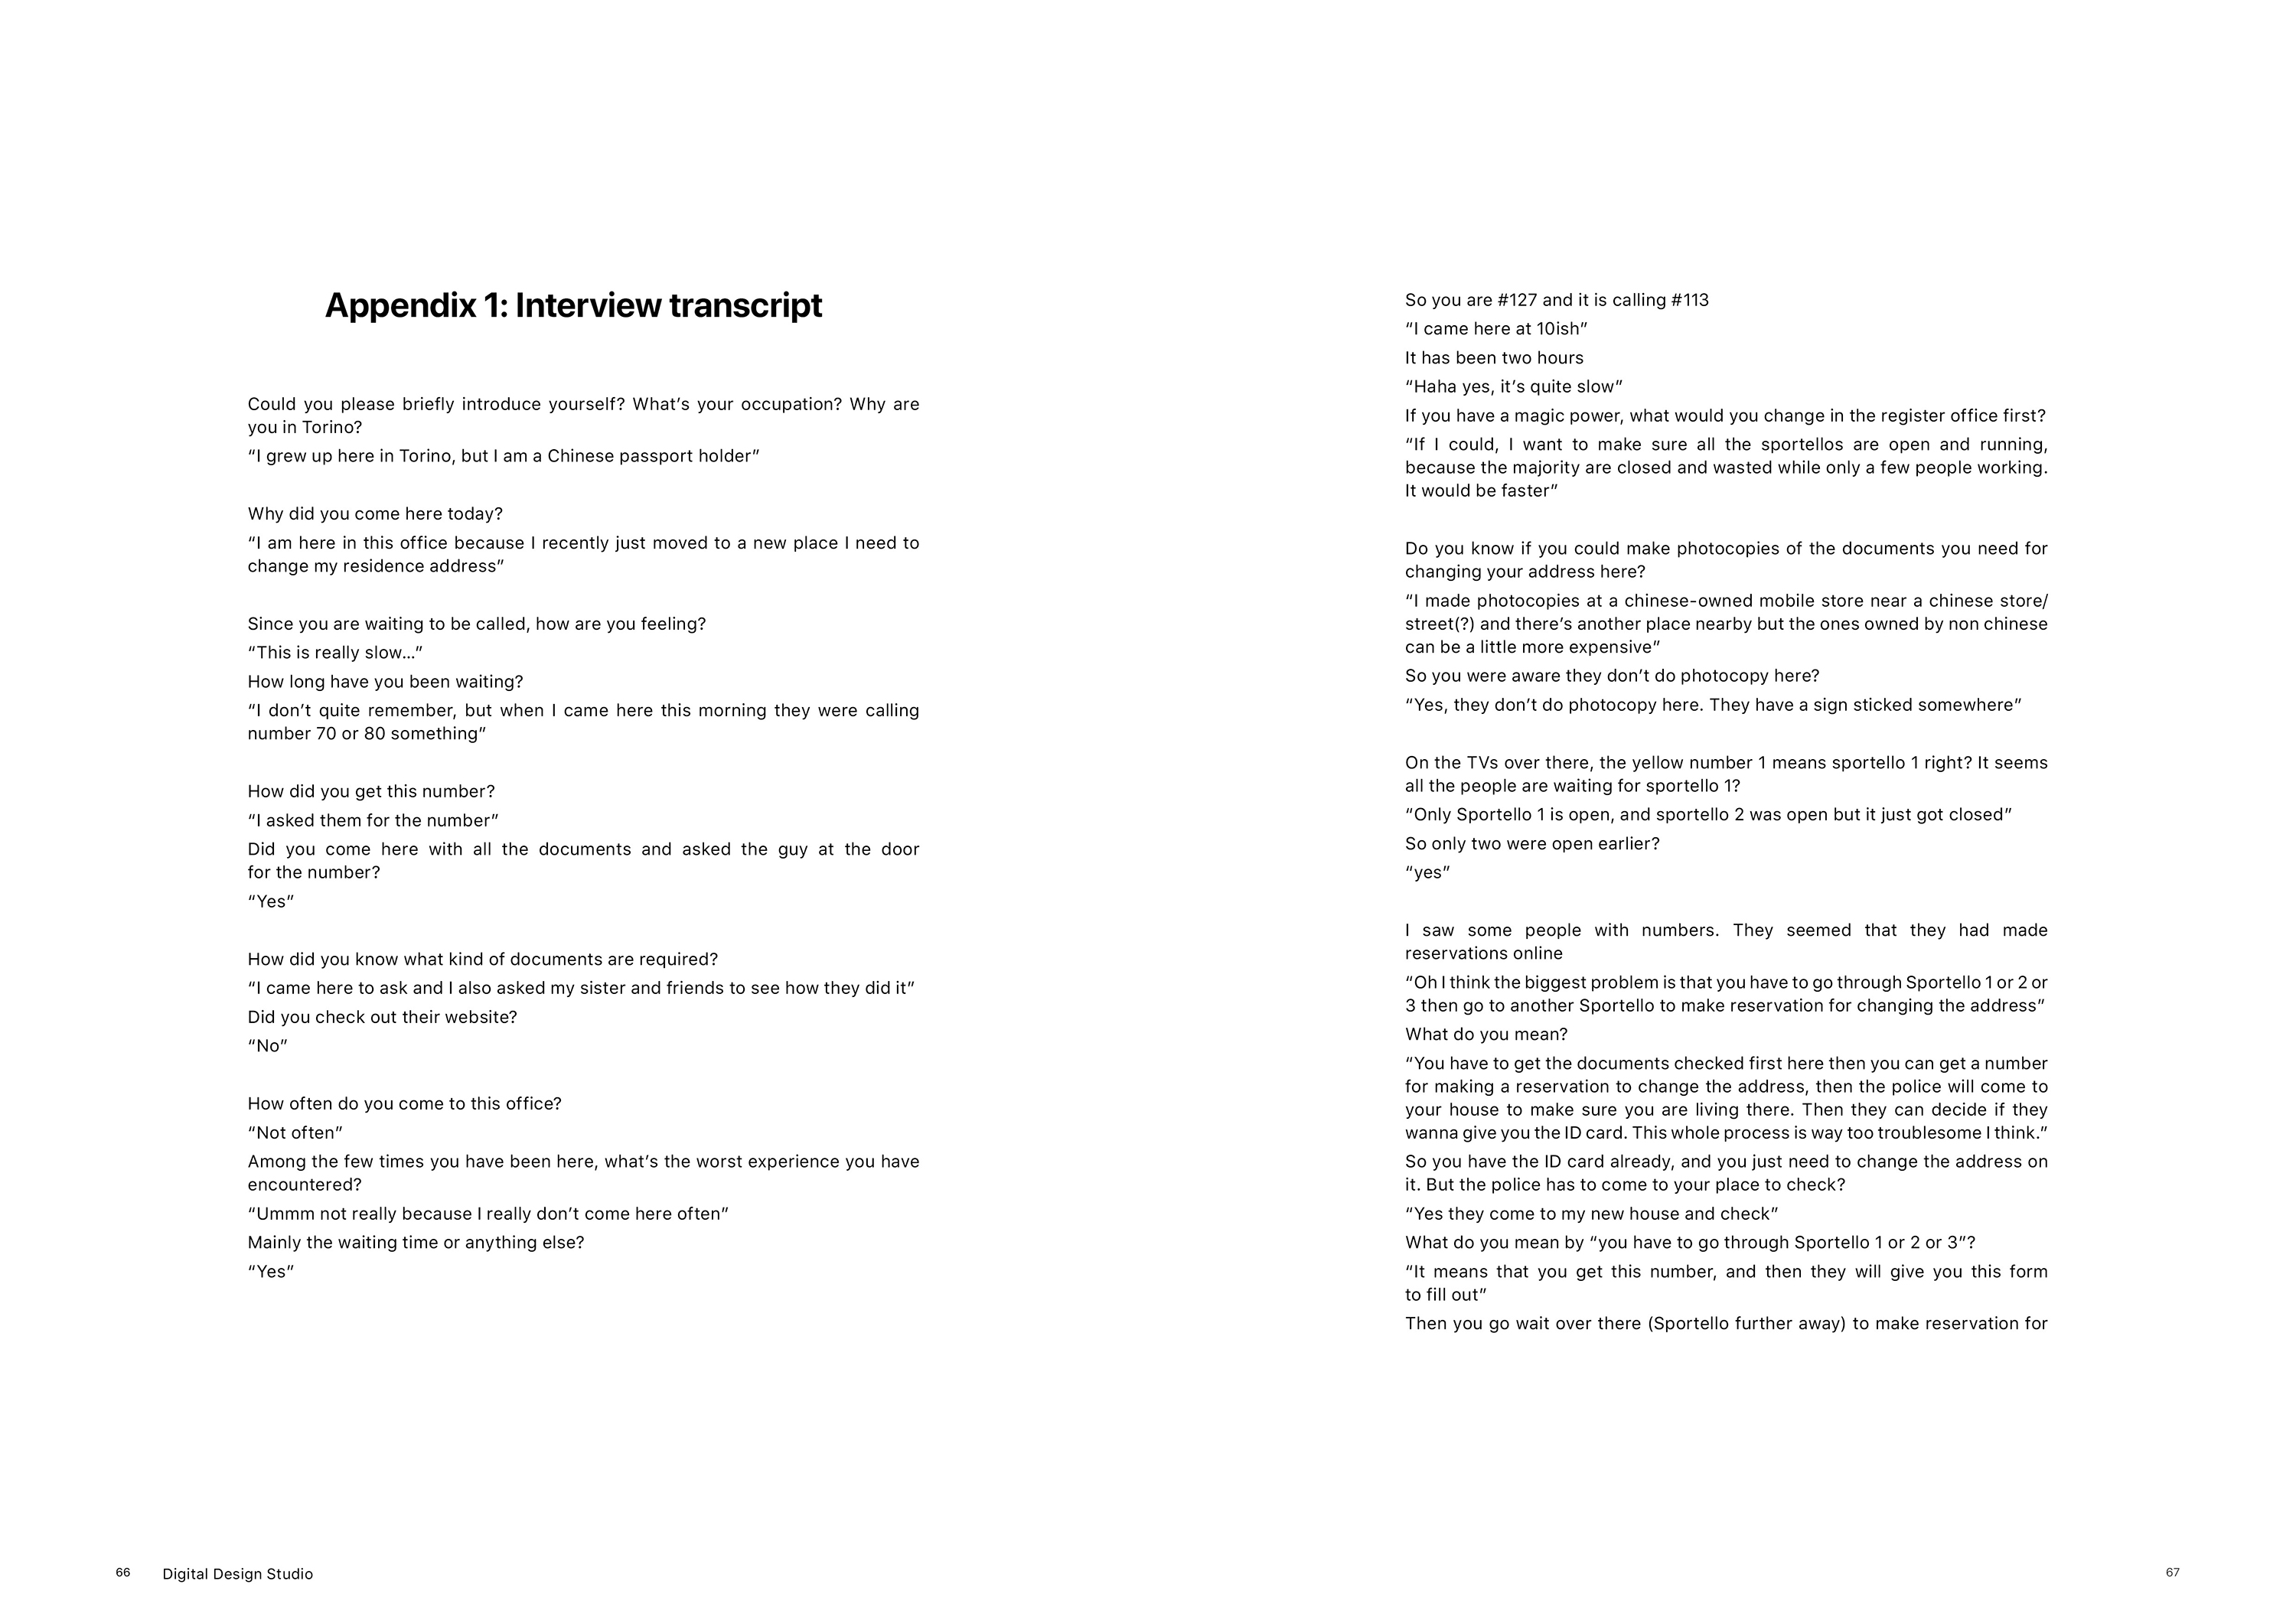 Appendix 1: Interview transcript
Could you please briefly introduce yourself? What’s your occupation? Why are
you in Torino?
“I grew up here in Torino, but I am a Chinese passport holder”
Why did you come here today?
“I am here in this office because I recently just moved to a new place I need to
change my residence address”
Since you are waiting to be called, how are you feeling?
“This is really slow...”
How long have you been waiting?
“I don’t quite remember, but when I came here this morning they were calling
number 70 or 80 something”
How did you get this number?
“I asked them for the number”
Did you come here with all the documents and asked the guy at the door
for the number?
“Yes”
How did you know what kind of documents are required?
“I came here to ask and I also asked my sister and friends to see how they did it”
Did you check out their website?
“No”
How often do you come to this office?
“Not often”
Among the few times you have been here, what’s the worst experience you have
encountered?
“Ummm not really because I really don’t come here often”
Mainly the waiting time or anything else?
“Yes”
66 Digital Design Studio
So you are #127 and it is calling #113
“I came here at 10ish”
It has been two hours
“Haha yes, it’s quite slow”
If you have a magic power, what would you change in the register office first?
“If I could, I want to make sure all the sportellos are open and running,
because the majority are closed and wasted while only a few people working.
It would be faster”
Do you know if you could make photocopies of the documents you need for
changing your address here?
“I made photocopies at a chinese-owned mobile store near a chinese store/
street(?) and there’s another place nearby but the ones owned by non chinese
can be a little more expensive”
So you were aware they don’t do photocopy here?
“Yes, they don’t do photocopy here. They have a sign sticked somewhere”
On the TVs over there, the yellow number 1 means sportello 1 right? It seems
all the people are waiting for sportello 1?
“Only Sportello 1 is open, and sportello 2 was open but it just got closed”
So only two were open earlier?
“yes”
I saw some people with numbers. They seemed that they had made
reservations online
“Oh I think the biggest problem is that you have to go through Sportello 1 or 2 or
3 then go to another Sportello to make reservation for changing the address”
What do you mean?
“You have to get the documents checked first here then you can get a number
for making a reservation to change the address, then the police will come to
your house to make sure you are living there. Then they can decide if they
wanna give you the ID card. This whole process is way too troublesome I think.”
So you have the ID card already, and you just need to change the address on
it. But the police has to come to your place to check?
“Yes they come to my new house and check”
What do you mean by “you have to go through Sportello 1 or 2 or 3”?
“It means that you get this number, and then they will give you this form
to fill out”
Then you go wait over there (Sportello further away) to make reservation for
67